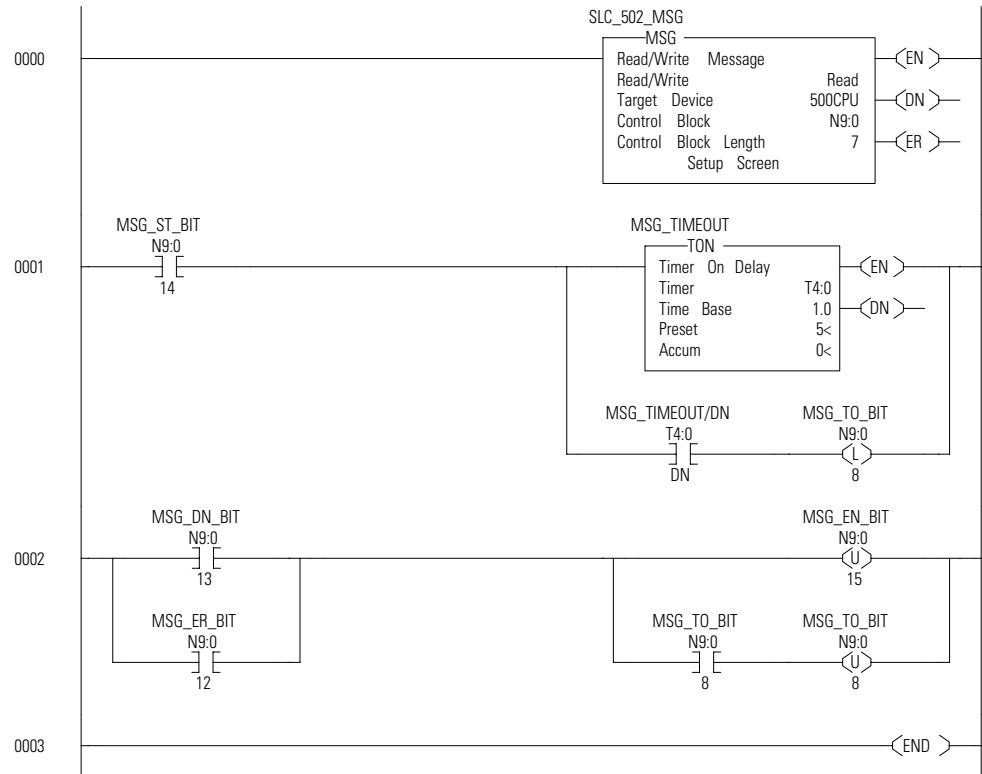 SLC_502_MSG
MSG
0000
EN
Read/Write Message
Read/Write Read
Target Device 500CPU
DN
Control Block N9:0
Control Block Length 7
ER
Setup Screen
MSG_ST_BIT
MSG_TIMEOUT
N9:0
TON
0001
Timer On Delay
EN
14
Timer T4:0
Time Base 1.0
DN
Preset 5<
Accum 0<
MSG_TIMEOUT/DN MSG_TO_BIT
T4:0 N9:0
L
DN 8
MSG_DN_BIT MSG_EN_BIT
N9:0 N9:0
0002 U
13 15
MSG_ER_BIT MSG_TO_BIT MSG_TO_BIT
N9:0 N9:0 N9:0
U
12 8 8
0003 END